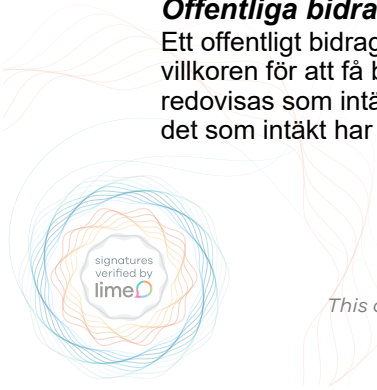 Offentliga bidra
Ett offentligt bidrag
villkoren för att få b
redovisas som intä
det som intäkt har
signatures
verified by
lime
This